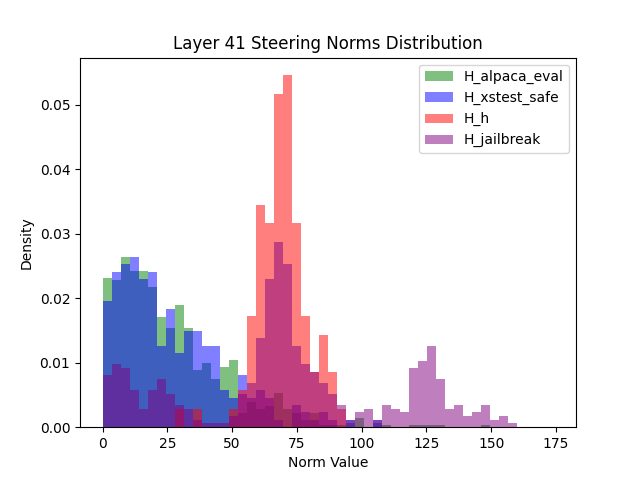 Layer 41 Steering Norms Distribution
H_alpaca_eval
H_xstest_safe
H_h
H_jailbreak
Density
0.05
0.04
0.03
0.02
0.01
0.00
0 25 50 75 100 125 150 175
Norm Value